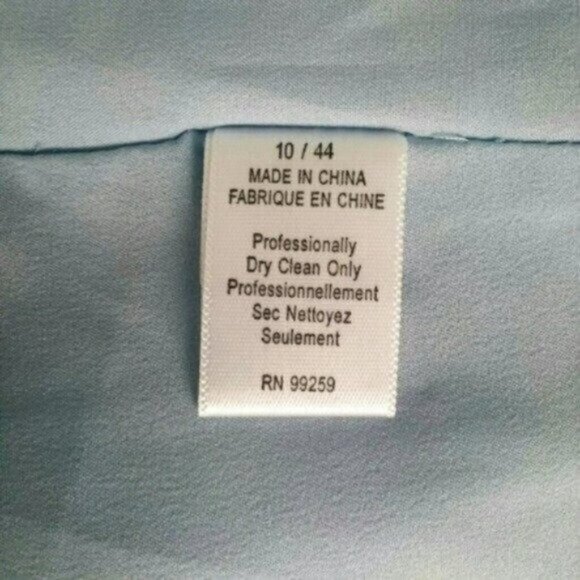 10 / 44
MADE IN CHINA
FABRIQUE EN CHINE
Professionally
Dry Clean Only
Professionnellement
Sec Nettoyez
Seulement
RN 99259